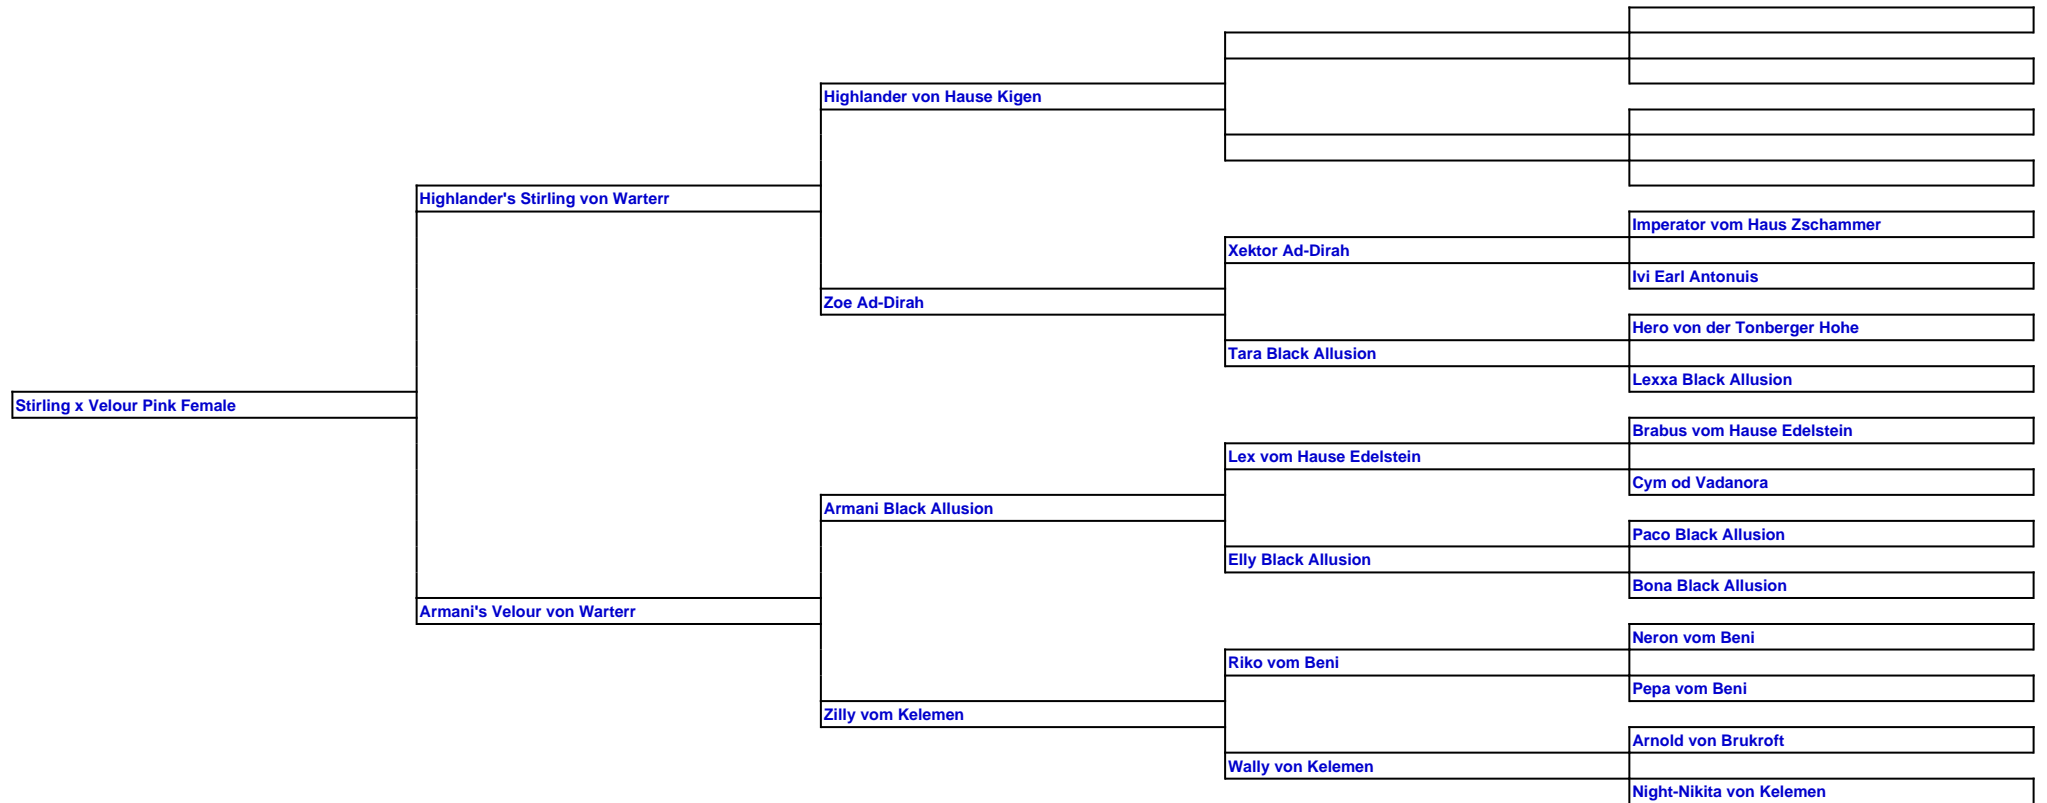 Highlander von Hause Kigen
Highlander's Stirling von Warterr
Imperator vom Haus Zschammer
Xektor Ad-Dirah
Ivi Earl Antonuis
Zoe Ad-Dirah
Hero von der Tonberger Hohe
Tara Black Allusion
Lexxa Black Allusion
Stirling x Velour Pink Female
Brabus vom Hause Edelstein
Lex vom Hause Edelstein
Cym od Vadanora
Armani Black Allusion
Paco Black Allusion
Elly Black Allusion
Bona Black Allusion
Armani's Velour von Warterr
Neron vom Beni
Riko vom Beni
Pepa vom Beni
Zilly vom Kelemen
Arnold von Brukroft
Wally von Kelemen
Night-Nikita von Kelemen